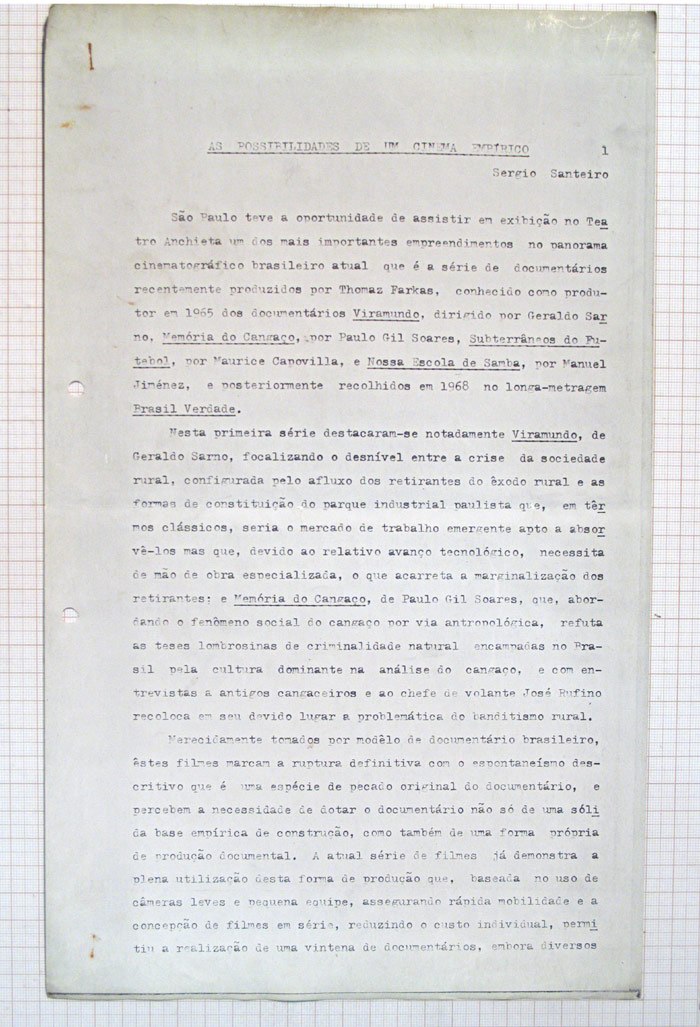 AS POSSIBILIDADES DE UM CINEMA EMPÍRICO 1
Sergio Santeiro
São Paulo teve a oportunidade de assistir em exibição no Tea
tro Anchieta um dos mais importantes empreendimentos no panorama
cinematográfico brasileiro atual que é a série de documentários
recentemente produzidos por Thomaz Farkas, conhecido como produ-
tor em 1965 dos documentários Viramundo, dirigido por Geraldo Sar
no, Memória do Cangaço, por Paulo Gil Soares, Subterrâneos do Fu-
tebol, por Maurice Capovilla, e Nossa Escola de Samba, por Manuel
Jiménez, e posteriormente recolhidos em 1968 no longa-metragem
Brasil Verdade.
Nesta primeira série destacaram-se notadamente Viramundo, de
Geraldo Sarno, focalizando o desnível entre a crise da sociedade
rural, configurada pelo afluxo dos retirantes do êxodo rural e as
formas de constituição do parque industrial paulista que, em têr
mos clássicos, seria o mercado de trabalho emergente apto a absor
vê-los mas que, devido ao relativo avanço tecnológico, necessita
de mão de obra especializada, o que acarreta a marginalização dos
retirantes; e Memória do Cangaço, de Paulo Gil Soares, que, abor-
dando o fenômeno social do cangaço por via antropológica, refuta
as teses lombrosinas de criminalidade natural encampadas no Bra-
sil pela cultura dominante na análise do cangaço, e com en-
trevistas a antigos cangaceiros e ao chefe de volante José Rufino
recoloca em seu devido lugar a problemática do banditismo rural.
Merecidamente tomados por modêlo de documentário brasileiro,
êstes filmes marcam a ruptura definitiva com o espontaneísmo des-
critivo que é uma espécie de pecado original do documentário, e
percebem a necessidade de dotar o documentário não só de uma sóli
da base empírica de construção, como também de uma forma própria
de produção documental. A atual série de filmes já demonstra a
plena utilização desta forma de produção que, baseada no uso de
câmeras leves e pequena equipe, assegurando rápida mobilidade e a
concepção de filmes em série, reduzindo o custo individual, permi
tiu a realização de uma vintena de documentários, embora diversos